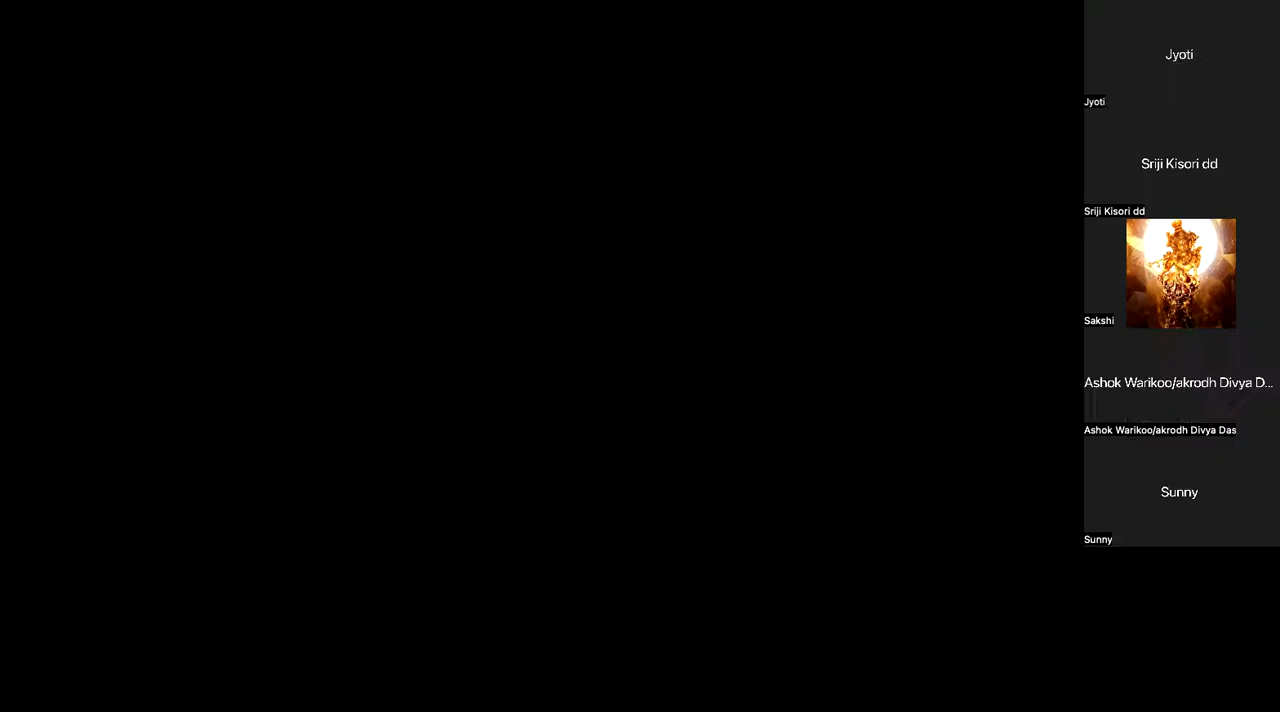 Jyoti
Jyoti
Sriji Kisori dd
Sriji Kisori dd
Sakshi
Ashok Warikoo/akrodh Divya D...
Ashok Warikoo/akrodh Divya Das
Sunny
Sunny